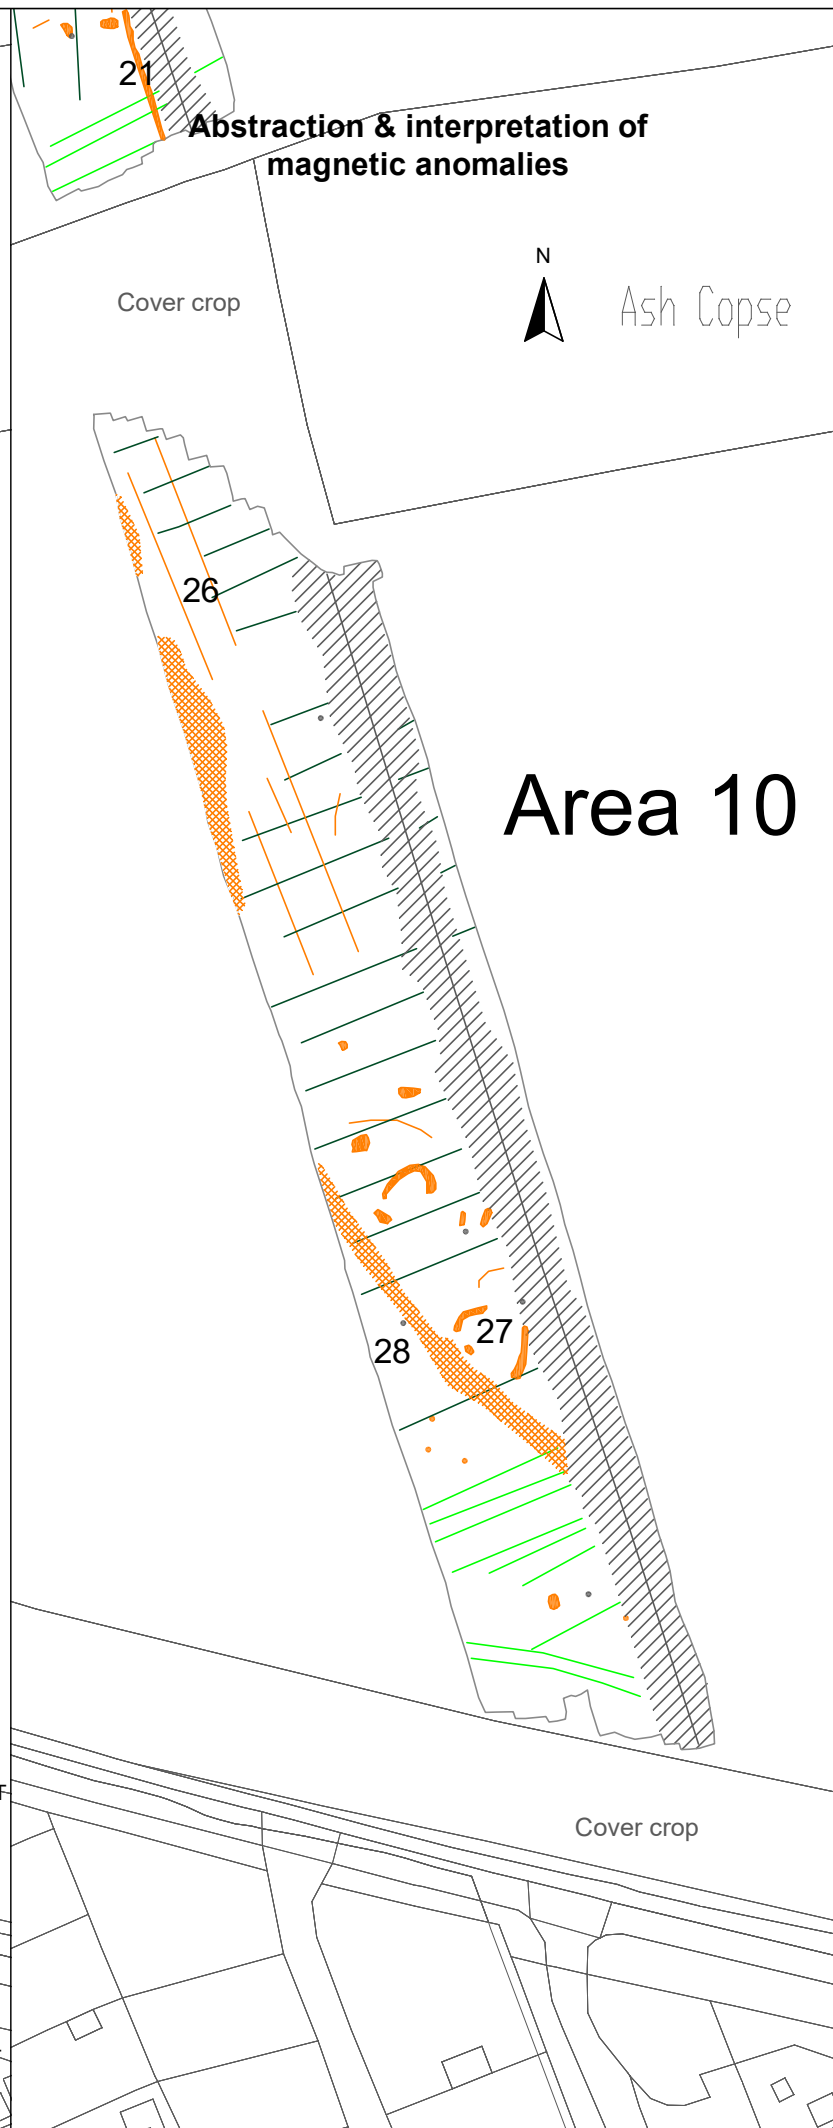 21
Abstraction & interpretation of
magnetic anomalies
N
Cover crop
Ash Copse
26
Area 10
27
28
Cover crop